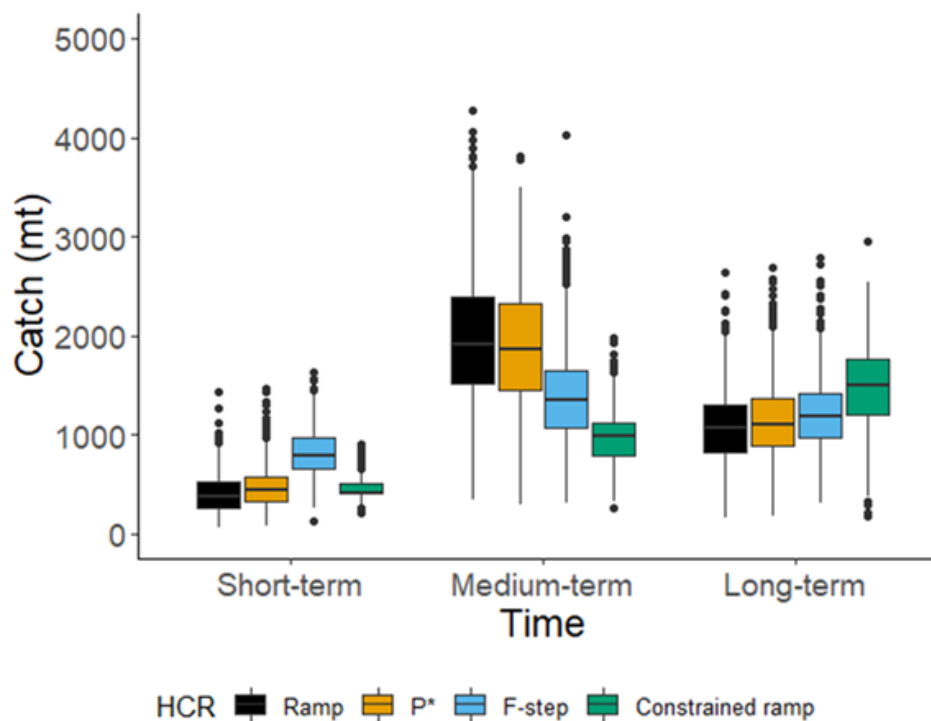 Catch (mt)
5000
4000
3000
2000
1000
0
Short-term Medium-term Long-term
Time
HCR Ramp P* F-step Constrained ramp